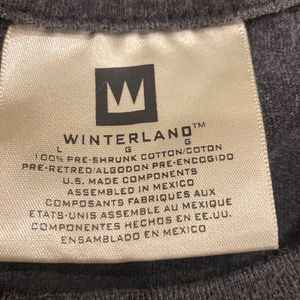 W
WINTERLAND™
L G G
100% PRE-SHRUNK COTTON/COTON
PRE-RETRED/ALGODON PRE-ENCOGIDO
U.S. MADE COMPONENTS
ASSEMBLED IN MEXICO
COMPOSANTS FABRIQUES AUX
ETATS-UNIS ASSEMBLE AU MEXIQUE
COMPONENTES HECHOS EN EE.UU.
ENSAMBLADO EN MEXICO